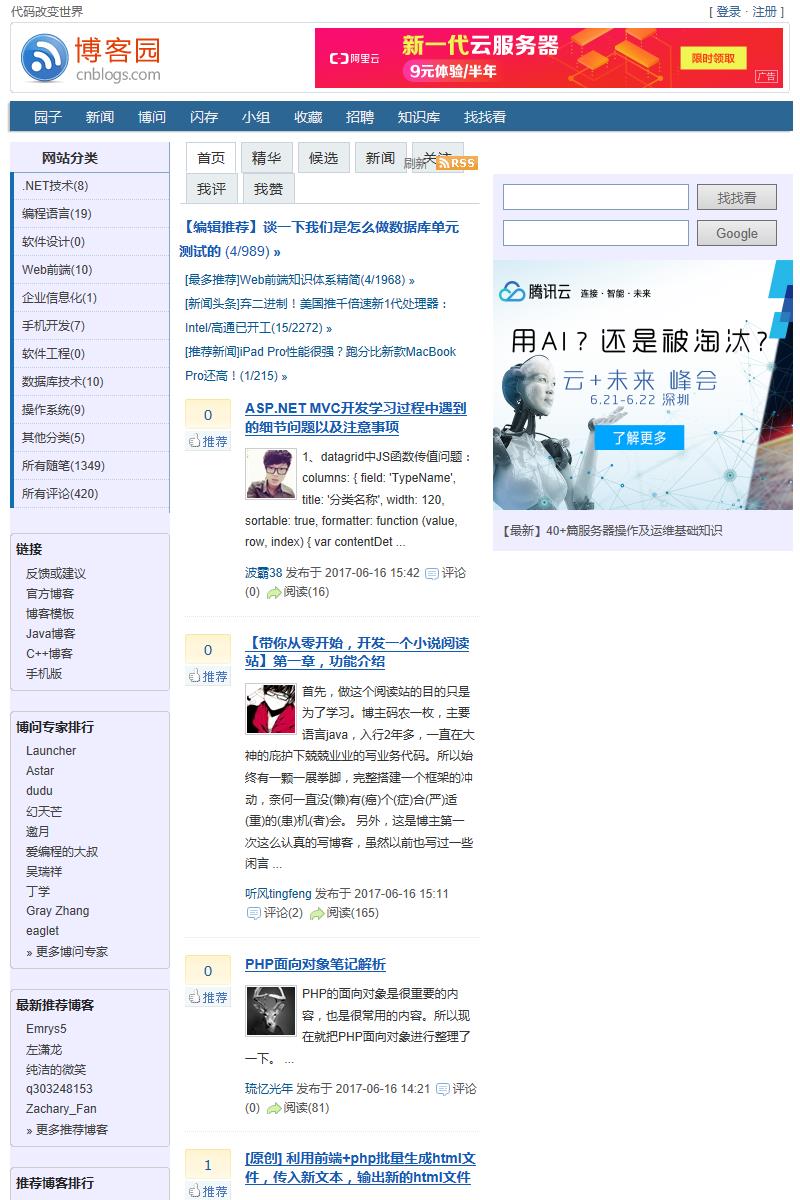 代码改变世界
[ 登录 · 注册 ]
博客园
cnblogs.com
阿里云
新一代云服务器
9元体验/半年
限时领取
广告
园子 新闻 博问 闪存 小组 收藏 招聘 知识库 找找看
网站分类
.NET技术(8)
编程语言(19)
软件设计(0)
Web前端(10)
企业信息化(1)
手机开发(7)
软件工程(0)
数据库技术(10)
操作系统(9)
其他分类(5)
所有随笔(1349)
所有评论(420)
链接
反馈或建议
官方博客
博客模板
Java博客
C++博客
手机版
博问专家排行
Launcher
Astar
dudu
幻天芒
邀月
爱编程的大叔
吴瑞祥
丁学
Gray Zhang
eaglet
» 更多博问专家
最新推荐博客
Emrys5
左潇龙
纯洁的微笑
q303248153
Zachary_Fan
» 更多推荐博客
推荐博客排行
首页 精华 候选 新闻 关注 刷新 RSS
我评 我赞
【编辑推荐】谈一下我们是怎么做数据库单元
测试的 (4/989) »
[最多推荐]Web前端知识体系精简(4/1968) »
[新闻头条]弃二进制！美国推千倍速新1代处理器：
Intel/高通已开工(15/2272) »
[推荐新闻]iPad Pro性能很强？跑分比新款MacBook
Pro还高！(1/215) »
0
推荐
ASP.NET MVC开发学习过程中遇到
的细节问题以及注意事项
1、datagrid中JS函数传值问题：
columns: { field: 'TypeName',
title: '分类名称', width: 120,
sortable: true, formatter: function (value,
row, index) { var contentDet ...
波霸38 发布于 2017-06-16 15:42 评论
(0) 阅读(16)
0
推荐
【带你从零开始，开发一个小说阅读
站】第一章，功能介绍
首先，做这个阅读站的目的只是
为了学习。博主码农一枚，主要
语言java，入行2年多，一直在大
神的庇护下兢兢业业的写业务代码。所以始
终有一颗一展拳脚，完整搭建一个框架的冲
动，奈何一直没(懒)有(癌)个(症)合(严)适
(重)的(患)机(者)会。 另外，这是博主第一
次这么认真的写博客，虽然以前也写过一些
闲言 ...
听风tingfeng 发布于 2017-06-16 15:11
评论(2) 阅读(165)
0
推荐
PHP面向对象笔记解析
PHP的面向对象是很重要的内
容，也是很常用的内容。所以现
在就把PHP面向对象进行整理了
一下。 ...
琉忆光年 发布于 2017-06-16 14:21 评论
(0) 阅读(81)
1
推荐
[原创] 利用前端+php批量生成html文
件，传入新文本，输出新的html文件
找找看
Google
腾讯云 连接 · 智能 · 未来
用AI？还是被淘汰？
云+未来 峰会
6.21-6.22 深圳
了解更多
【最新】40+篇服务器操作及运维基础知识